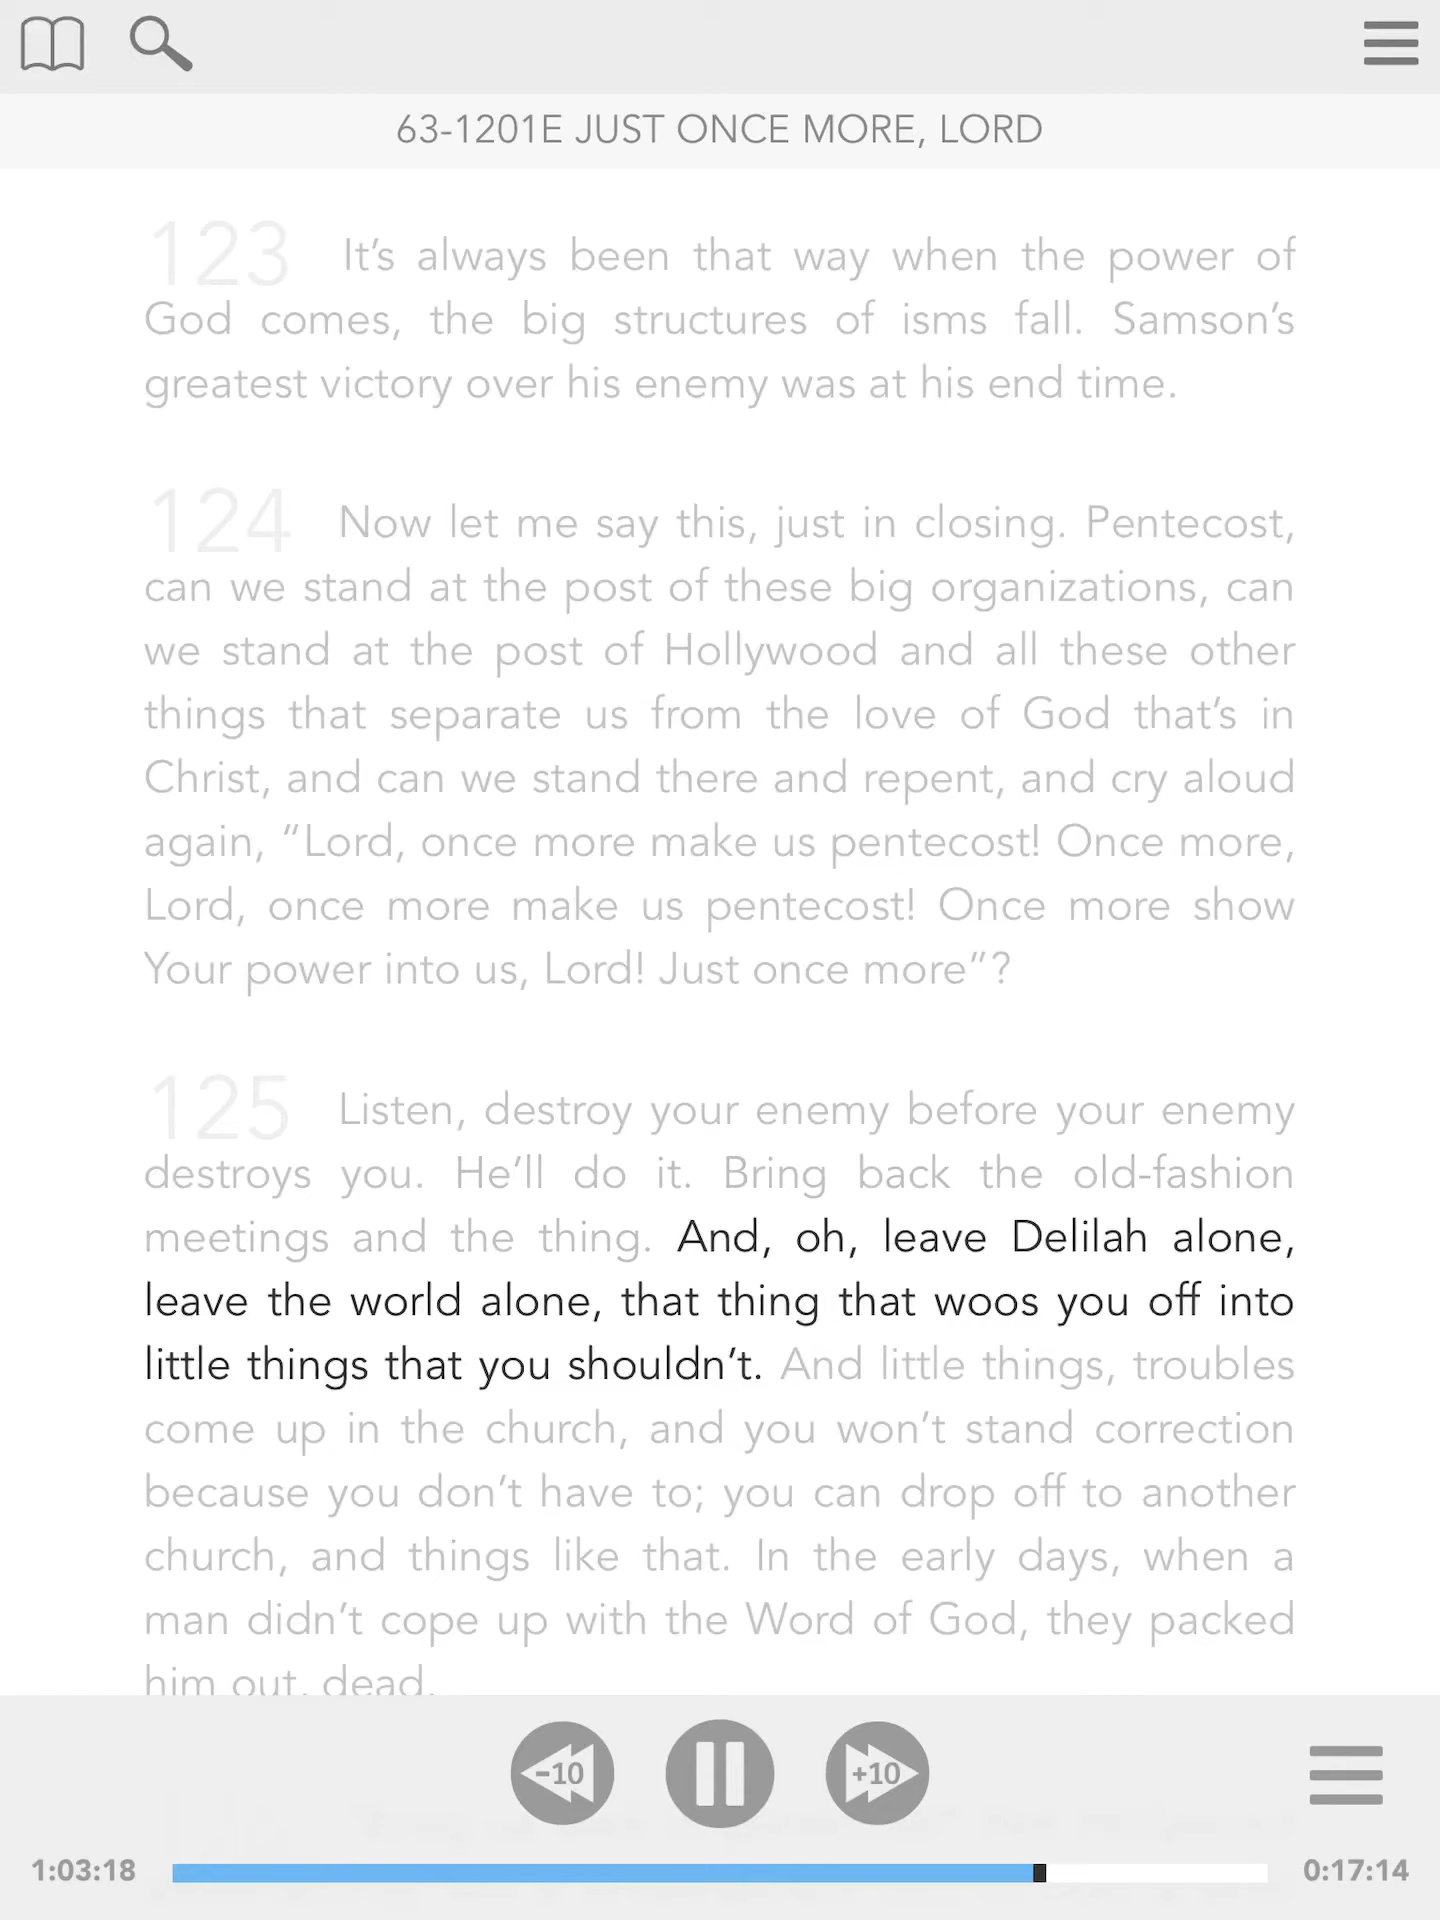 63-1201E JUST ONCE MORE, LORD
123 It’s always been that way when the power of
God comes, the big structures of isms fall. Samson’s
greatest victory over his enemy was at his end time.
124 Now let me say this, just in closing. Pentecost,
can we stand at the post of these big organizations, can
we stand at the post of Hollywood and all these other
things that separate us from the love of God that’s in
Christ, and can we stand there and repent, and cry aloud
again, “Lord, once more make us pentecost! Once more,
Lord, once more make us pentecost! Once more show
Your power into us, Lord! Just once more”?
125 Listen, destroy your enemy before your enemy
destroys you. He’ll do it. Bring back the old-fashion
meetings and the thing. And, oh, leave Delilah alone,
leave the world alone, that thing that woos you off into
little things that you shouldn’t. And little things, troubles
come up in the church, and you won’t stand correction
because you don’t have to; you can drop off to another
church, and things like that. In the early days, when a
man didn’t cope up with the Word of God, they packed
him out, dead.
-10 +10
1:03:18 0:17:14